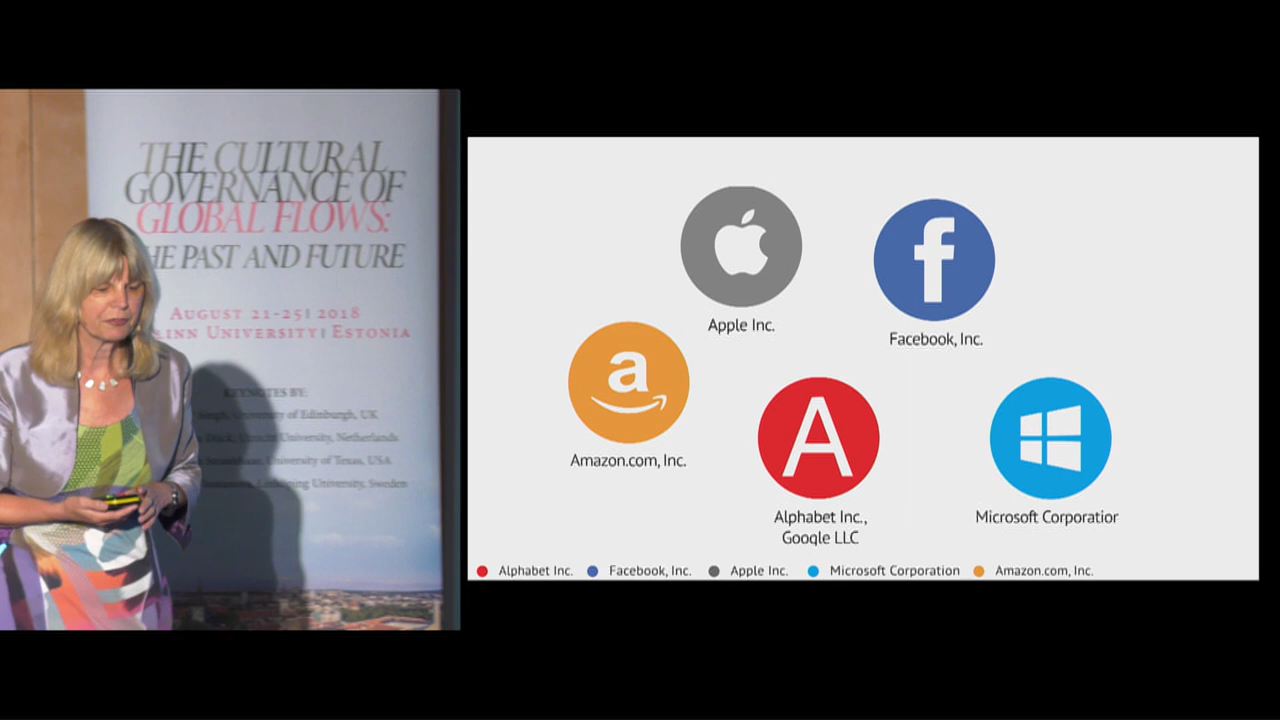 THE CULTURAL
GOVERNANCE OF
GLOBAL FLOWS:
HE PAST AND FUTURE
AUGUST 21-25| 2018
LINN UNIVERSITY| ESTONIA
KEYNOTES BY:
University of Edinburgh, UK
Utrecht University, Netherlands
University of Texas, USA
Linköping University, Sweden
Apple Inc.
Facebook, Inc.
Amazon.com, Inc.
Alphabet Inc.,
Google LLC
Microsoft Corporatior
Alphabet Inc. Facebook, Inc. Apple Inc. Microsoft Corporation Amazon.com, Inc.